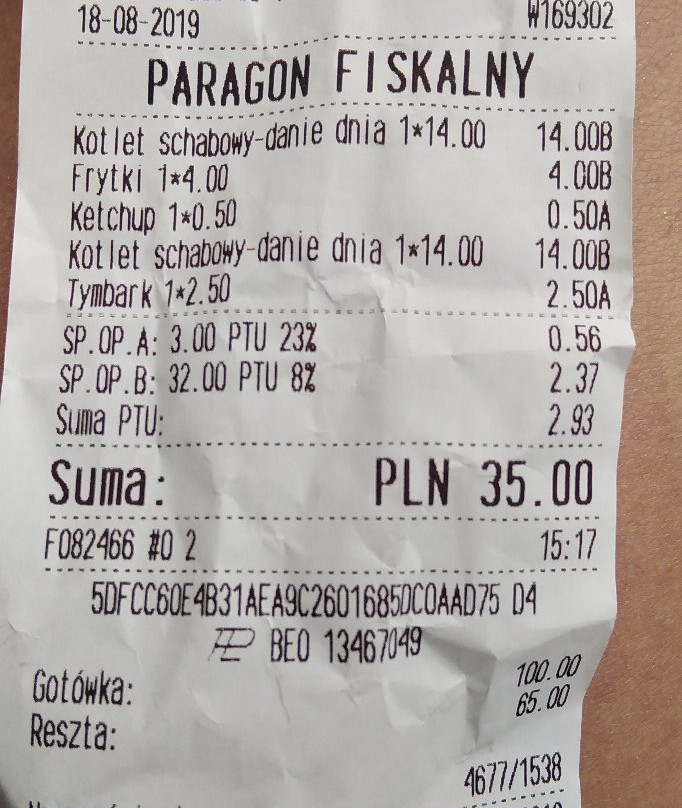 18-08-2019 W169302
PARAGON FISKALNY
Kotlet schabowy-danie dnia 1*14.00 14.00B
Frytki 1*4.00 4.00B
Ketchup 1*0.50 0.50A
Kotlet schabowy-danie dnia 1*14.00 14.00B
Tymbark 1*2.50 2.50A
SP.OP.A: 3.00 PTU 23% 0.56
SP.OP.B: 32.00 PTU 8% 2.37
Suma PTU: 2.93
Suma: PLN 35.00
F082466 #0 2 15:17
5DFCC60E4B31AEA9C2601685DC0AAD75 D4
BEO 13467049
Gotówka: 100.00
Reszta: 65.00
4677/1538